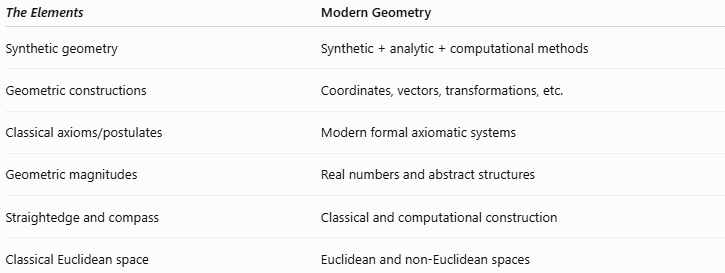 The Elements Modern Geometry
Synthetic geometry Synthetic + analytic + computational methods
Geometric constructions Coordinates, vectors, transformations, etc.
Classical axioms/postulates Modern formal axiomatic systems
Geometric magnitudes Real numbers and abstract structures
Straightedge and compass Classical and computational construction
Classical Euclidean space Euclidean and non-Euclidean spaces